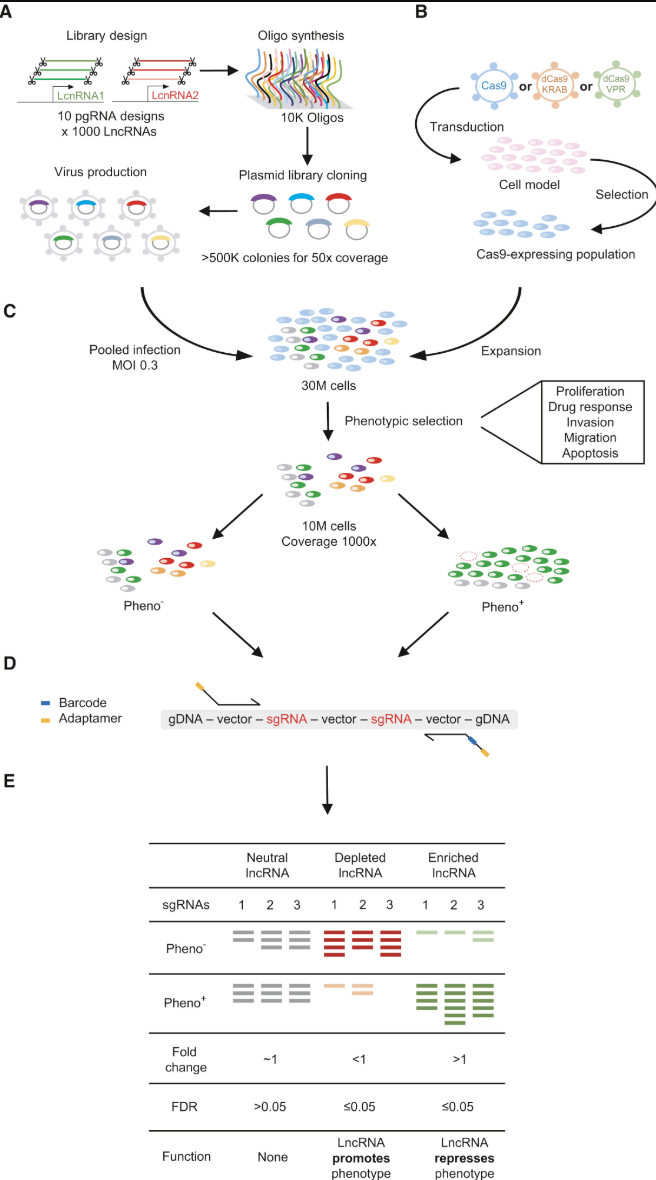 A
Library design
LcnRNA1
LcnRNA2
10 pgRNA designs
x 1000 LncRNAs
Oligo synthesis
10K Oligos
Virus production
Plasmid library cloning
>500K colonies for 50x coverage
B
Cas9 or dCas9 KRAB or dCas9 VPR
Transduction
Cell model
Selection
Cas9-expressing population
C
Pooled infection
MOI 0.3
Expansion
30M cells
Phenotypic selection
Proliferation
Drug response
Invasion
Migration
Apoptosis
10M cells
Coverage 1000x
Pheno-
Pheno+
D
Barcode
Adaptamer
gDNA – vector – sgRNA – vector – sgRNA – vector – gDNA
E
Neutral lncRNA Depleted lncRNA Enriched lncRNA
sgRNAs 1 2 3 1 2 3 1 2 3
Pheno-
Pheno+
Fold change ~1 <1 >1
FDR >0.05 ≤0.05 ≤0.05
Function None LncRNA promotes phenotype LncRNA represses phenotype